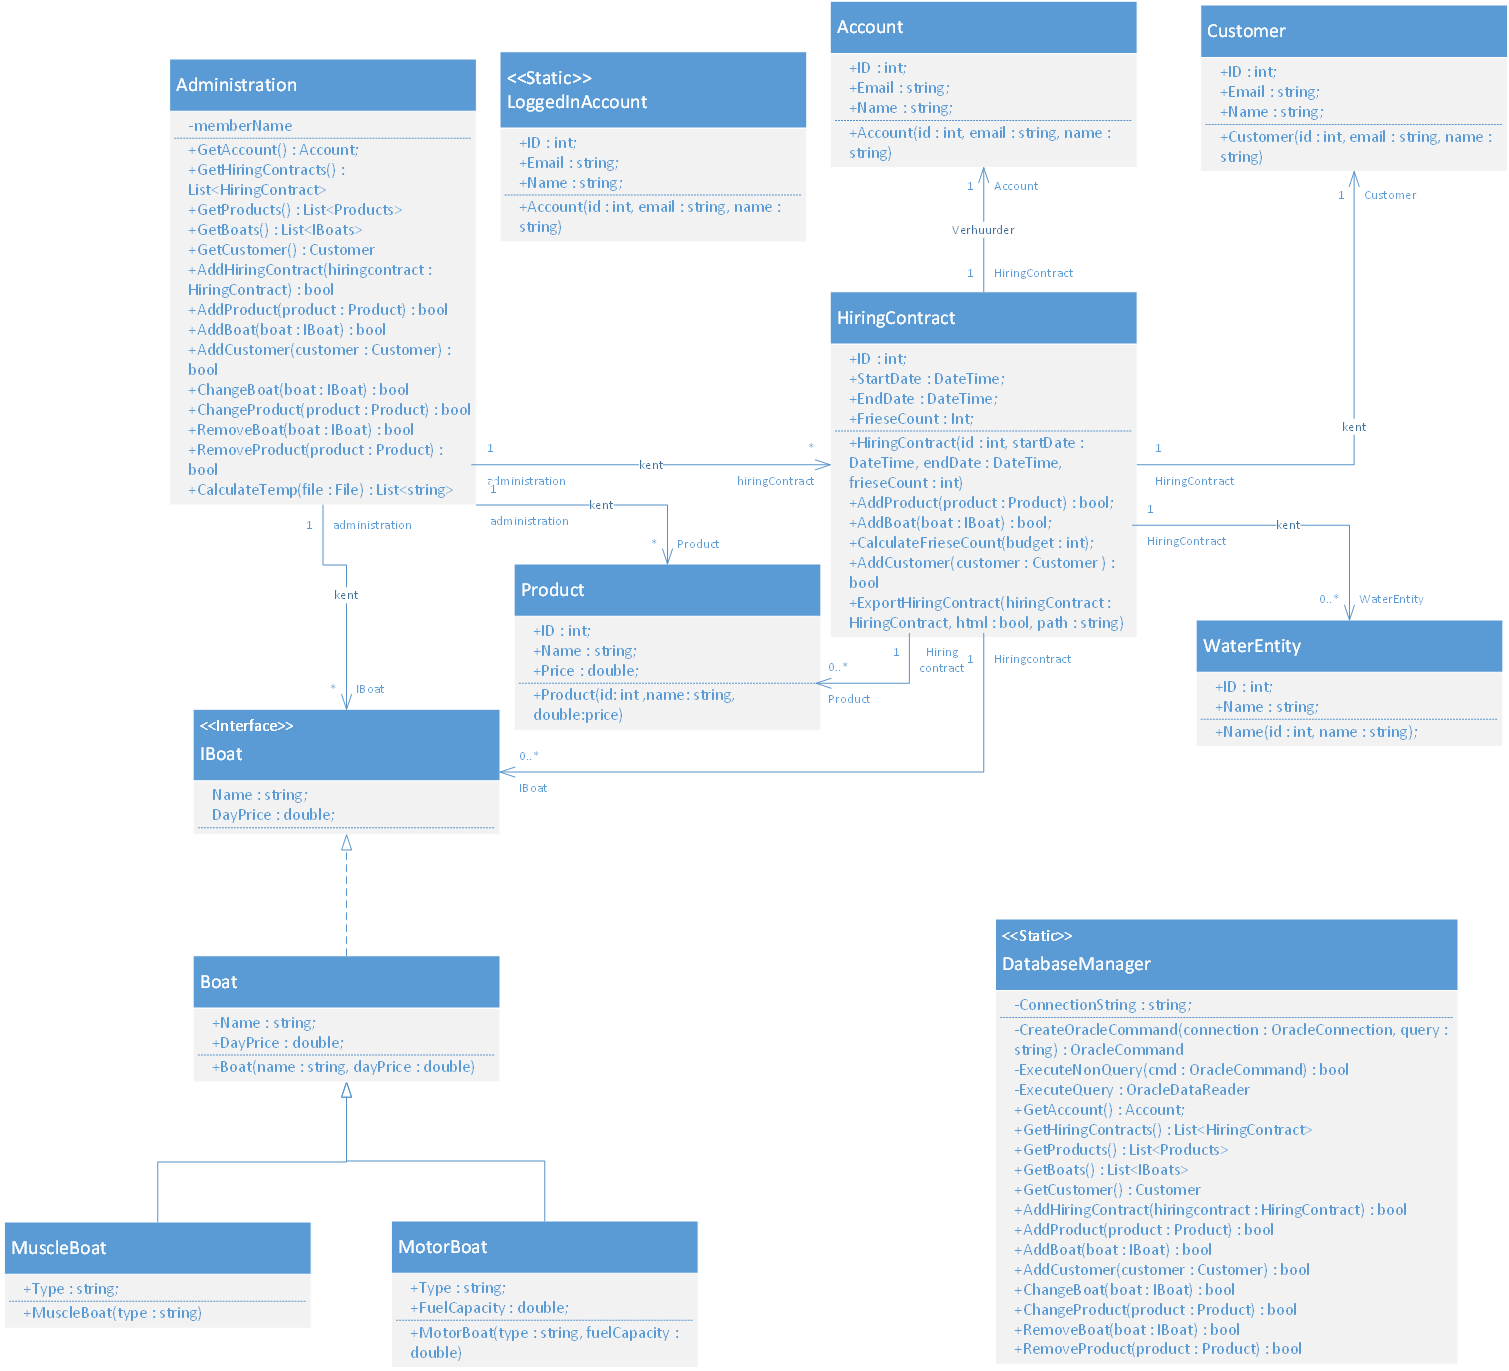 Administration
-memberName
+GetAccount() : Account;
+GetHiringContracts() :
List<HiringContract>
+GetProducts() : List<Products>
+GetBoats() : List<IBoats>
+GetCustomer() : Customer
+AddHiringContract(hiringcontract :
HiringContract) : bool
+AddProduct(product : Product) : bool
+AddBoat(boat : IBoat) : bool
+AddCustomer(customer : Customer) :
bool
+ChangeBoat(boat : IBoat) : bool
+ChangeProduct(product : Product) : bool
+RemoveBoat(boat : IBoat) : bool
+RemoveProduct(product : Product) :
bool
+CalculateTemp(file : File) : List<string>
<<Static>>
LoggedInAccount
+ID : int;
+Email : string;
+Name : string;
+Account(id : int, email : string, name :
string)
Account
+ID : int;
+Email : string;
+Name : string;
+Account(id : int, email : string, name :
string)
Customer
+ID : int;
+Email : string;
+Name : string;
+Customer(id : int, email : string, name :
string)
1 Account
Verhuurder
1 HiringContract
1 Customer
kent
1
HiringContract
HiringContract
+ID : int;
+StartDate : DateTime;
+EndDate : DateTime;
+FrieseCount : Int;
+HiringContract(id : int, startDate :
DateTime, endDate : DateTime,
frieseCount : int)
+AddProduct(product : Product) : bool;
+AddBoat(boat : IBoat) : bool;
+CalculateFrieseCount(budget : int);
+AddCustomer(customer : Customer ) :
bool
+ExportHiringContract(hiringContract :
HiringContract, html : bool, path : string)
1
administration
kent
*
hiringContract
1
administration
kent
* Product
1 administration
kent
* IBoat
1
HiringContract
kent
0..* WaterEntity
Product
+ID : int;
+Name : string;
+Price : double;
+Product(id: int ,name: string,
double:price)
1 Hiring
contract
0..*
Product
1 Hiringcontract
0..*
IBoat
WaterEntity
+ID : int;
+Name : string;
+Name(id : int, name : string);
<<Interface>>
IBoat
Name : string;
DayPrice : double;
Boat
+Name : string;
+DayPrice : double;
+Boat(name : string, dayPrice : double)
MuscleBoat
+Type : string;
+MuscleBoat(type : string)
MotorBoat
+Type : string;
+FuelCapacity : double;
+MotorBoat(type : string, fuelCapacity :
double)
<<Static>>
DatabaseManager
-ConnectionString : string;
-CreateOracleCommand(connection : OracleConnection, query :
string) : OracleCommand
-ExecuteNonQuery(cmd : OracleCommand) : bool
-ExecuteQuery : OracleDataReader
+GetAccount() : Account;
+GetHiringContracts() : List<HiringContract>
+GetProducts() : List<Products>
+GetBoats() : List<IBoats>
+GetCustomer() : Customer
+AddHiringContract(hiringcontract : HiringContract) : bool
+AddProduct(product : Product) : bool
+AddBoat(boat : IBoat) : bool
+AddCustomer(customer : Customer) : bool
+ChangeBoat(boat : IBoat) : bool
+ChangeProduct(product : Product) : bool
+RemoveBoat(boat : IBoat) : bool
+RemoveProduct(product : Product) : bool